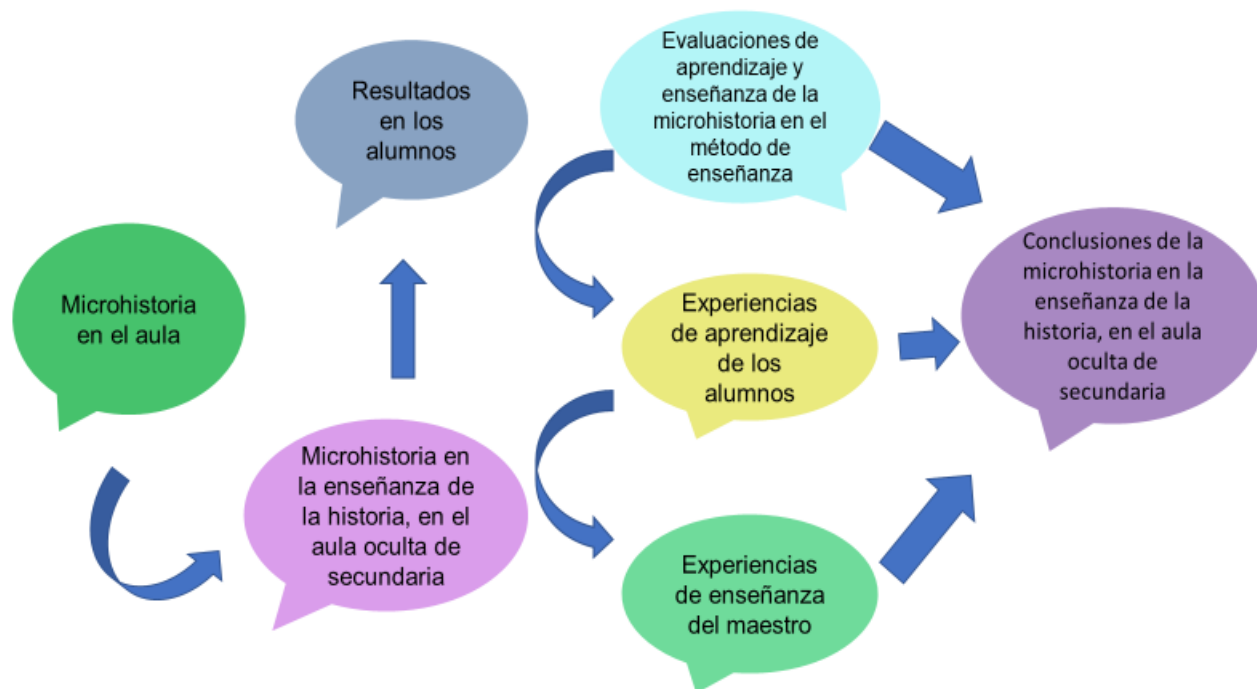 Microhistoria
en el aula
Microhistoria en
la enseñanza de
la historia, en el
aula oculta de
secundaria
Resultados
en los
alumnos
Evaluaciones de
aprendizaje y
enseñanza de la
microhistoria en el
método de
enseñanza
Experiencias
de aprendizaje
de los
alumnos
Experiencias
de enseñanza
del maestro
Conclusiones de la
microhistoria en la
enseñanza de la
historia, en el aula
oculta de
secundaria